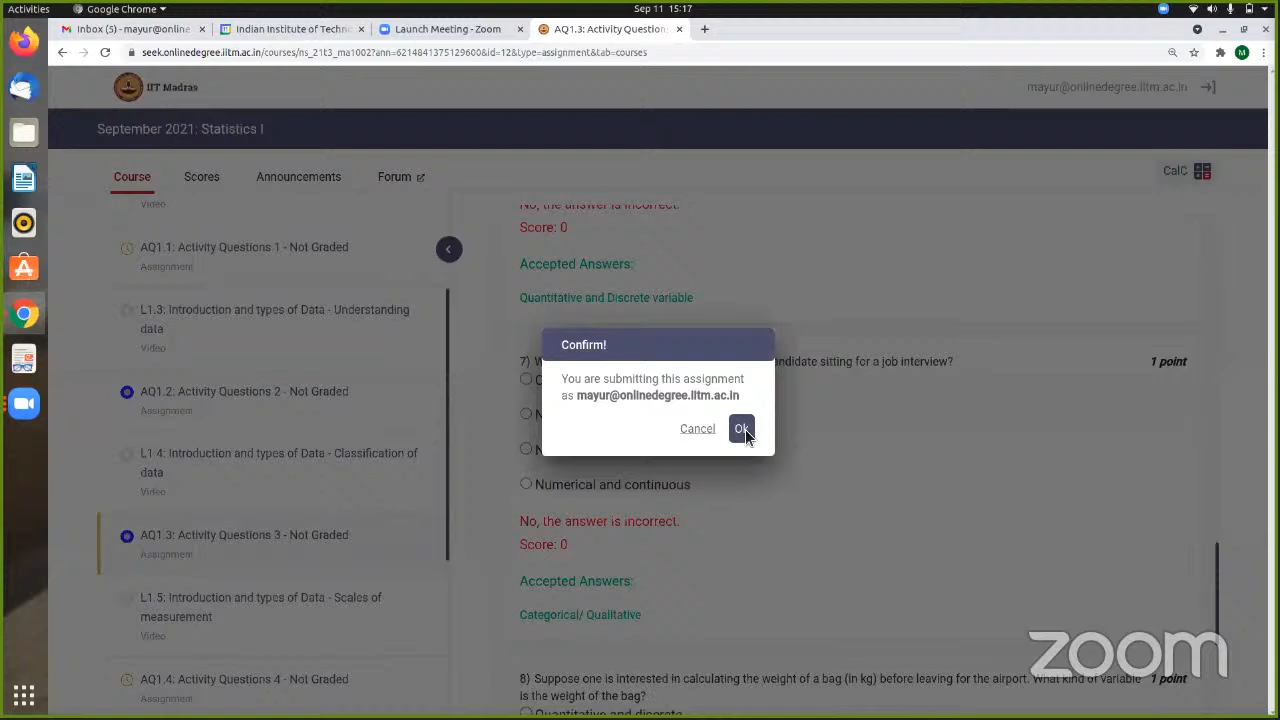 Activities
Google Chrome
Sep 11 15:17
Inbox (5) - mayur@online
Indian Institute of Techn
Launch Meeting - Zoom
AQ1.3: Activity Question
seek.onlinedegree.iitm.ac.in/courses/ns_21t3_ma1002?ann=6214841375129600&id=12&type=assignment&tab=courses
M
IIT Madras
mayur@onlinedegree.iitm.ac.in
September 2021: Statistics I
Course
Scores
Announcements
Forum
CalC
Video
AQ1.1: Activity Questions 1 - Not Graded
Assignment
L1.3: Introduction and types of Data - Understanding
data
Video
AQ1.2: Activity Questions 2 - Not Graded
Assignment
L1 4: Introduction and types of Data - Classification of
data
Video
AQ1.3: Activity Questions 3 - Not Graded
Assignment
L1.5: Introduction and types of Data - Scales of
measurement
Video
AQ1.4: Activity Questions 4 - Not Graded
Assignment
No, the answer is incorrect.
Score: 0
Accepted Answers:
Quantitative and Discrete variable
7) W
andidate sitting for a job interview?
1 point
Numerical and continuous
No, the answer is incorrect.
Score: 0
Accepted Answers:
Categorical/ Qualitative
8) Suppose one is interested in calculating the weight of a bag (in kg) before leaving for the airport. What kind of variable
1 point
is the weight of the bag?
Quantitative and discrete
Confirm!
You are submitting this assignment
as mayur@onlinedegree.iitm.ac.in
Cancel
Ok
zoom